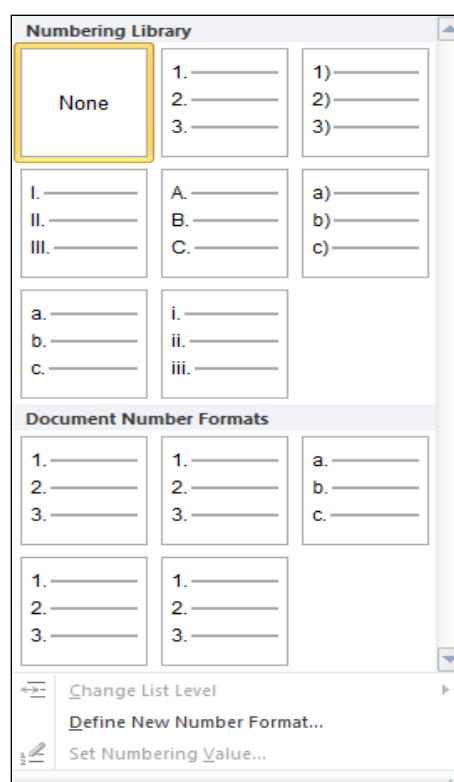 Numbering Library
None
1.
2.
3.
1)
2)
3)
I.
II.
III.
A.
B.
C.
a)
b)
c)
a.
b.
c.
i.
ii.
iii.
Document Number Formats
1.
2.
3.
1.
2.
3.
a.
b.
c.
1.
2.
3.
1.
2.
3.
Change List Level
Define New Number Format...
Set Numbering Value...